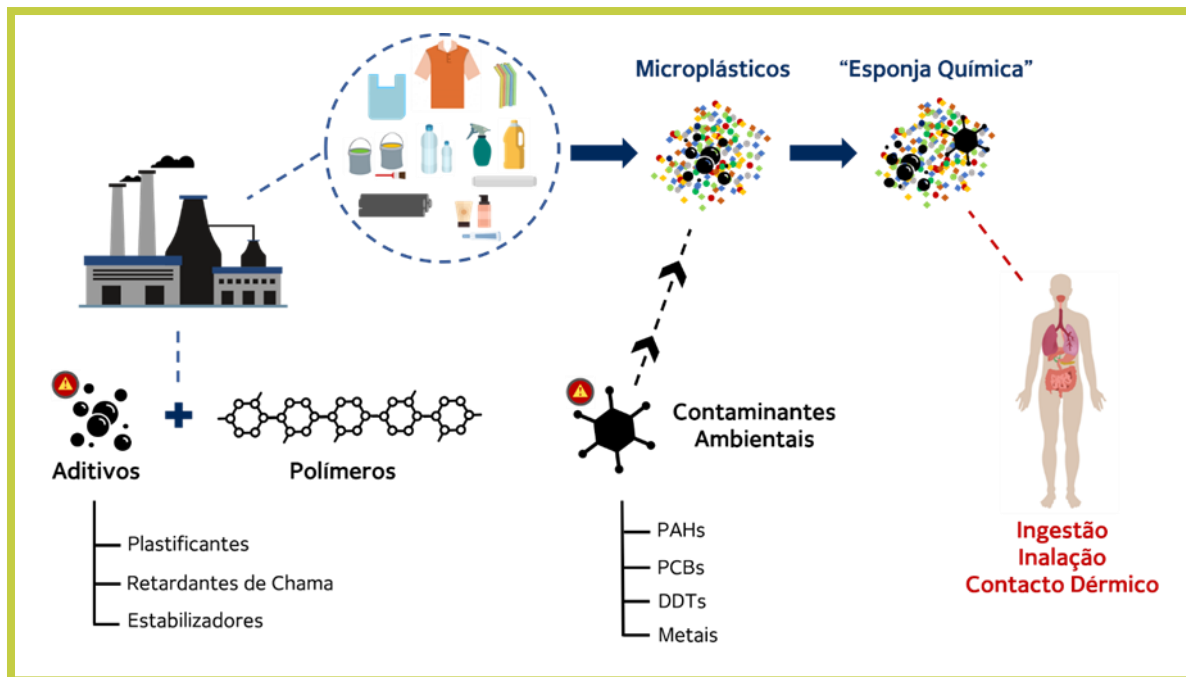 Microplásticos
“Esponja Química”
Aditivos
Polímeros
Plastificantes
Retardantes de Chama
Estabilizadores
Contaminantes
Ambientais
PAHs
PCBs
DDTs
Metais
Ingestão
Inalação
Contacto Dérmico